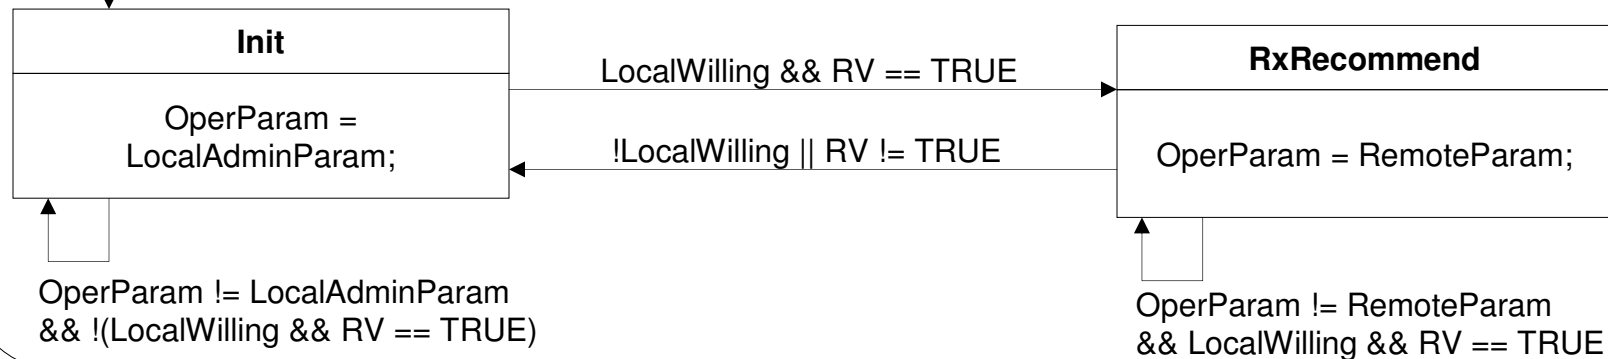 Init
OperParam =
LocalAdminParam;
LocalWilling && RV == TRUE
!LocalWilling || RV != TRUE
RxRecommend
OperParam = RemoteParam;
OperParam != LocalAdminParam
&& !(LocalWilling && RV == TRUE)
OperParam != RemoteParam
&& LocalWilling && RV == TRUE